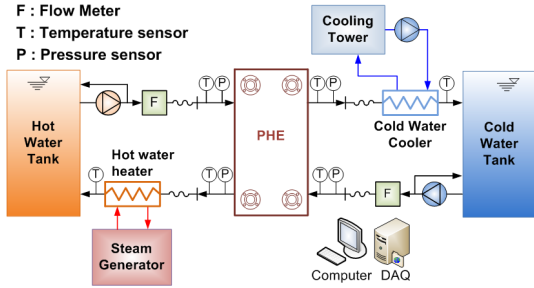 F : Flow Meter
T : Temperature sensor
P : Pressure sensor
Cooling
Tower
Hot
Water
Tank
F
T P
PHE
T P
T
Cold Water
Cooler
Cold
Water
Tank
Hot water
heater
T
T P
T P
F
Steam
Generator
Computer DAQ